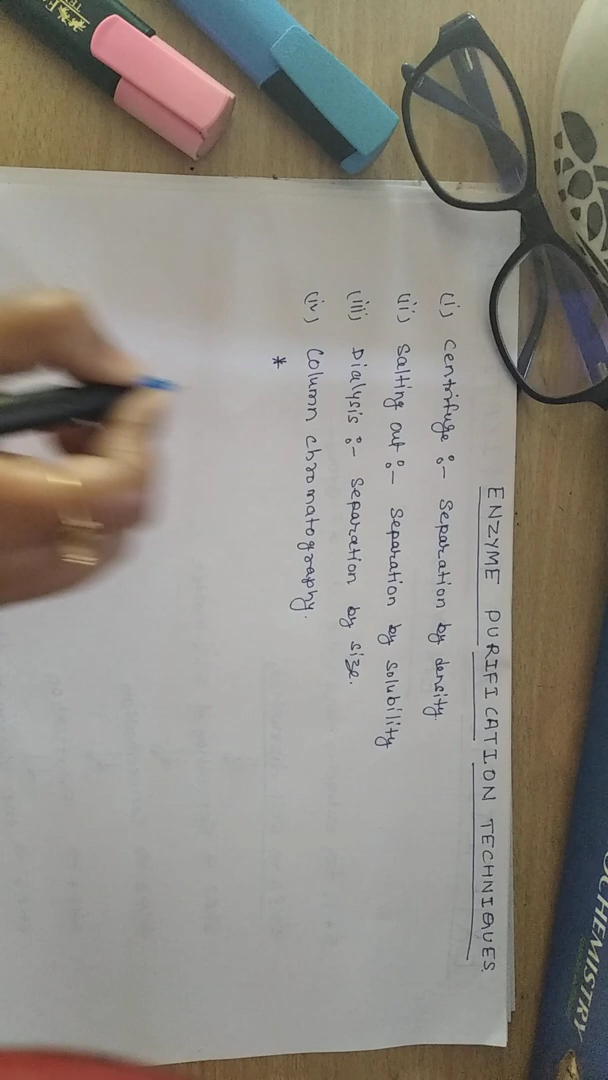 ENZYME PURIFICATION TECHNIQUES.
(i) Centrifuge :- Separation by density.
(ii) Salting out :- Separation by solubility
(iii) Dialysis :- Separation by size.
(iv) Column chromatography.
*
CHEMISTRY